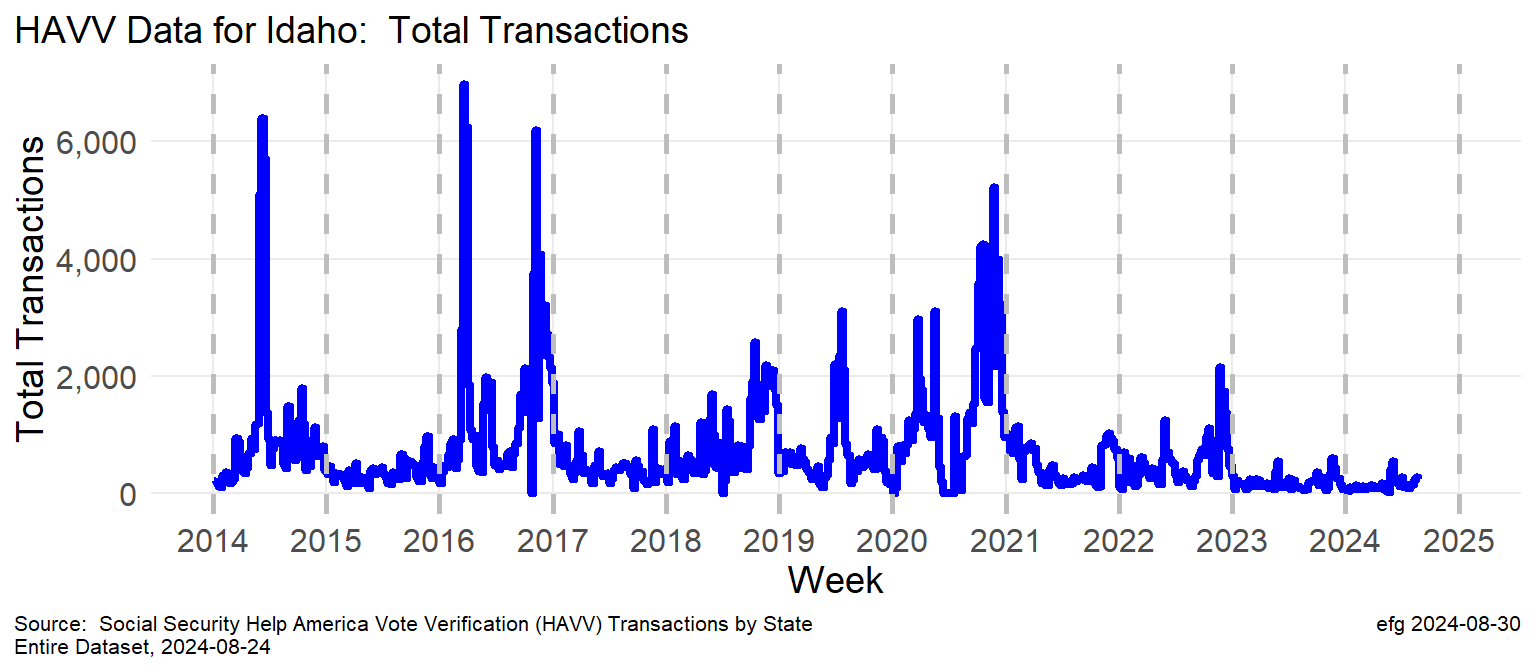 HAVV Data for Idaho:  Total Transactions
Total Transactions
6,000
4,000
2,000
0
2014 2015 2016 2017 2018 2019 2020 2021 2022 2023 2024 2025
Week
Source:  Social Security Help America Vote Verification (HAVV) Transactions by State
efg 2024-08-30
Entire Dataset, 2024-08-24